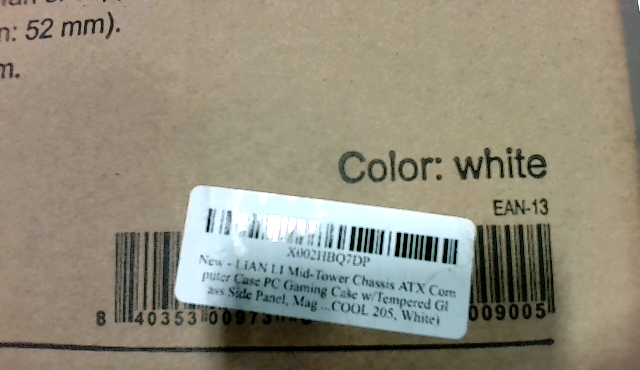 n: 52 mm).
m.
Color: white
EAN-13
X002HBQ7DP
New - LIAN LI Mid-Tower Chassis ATX Com
puter Case PC Gaming Case w/Tempered Gl
ass Side Panel, Mag ...COOL 205, White)
8 40353 00973 009005